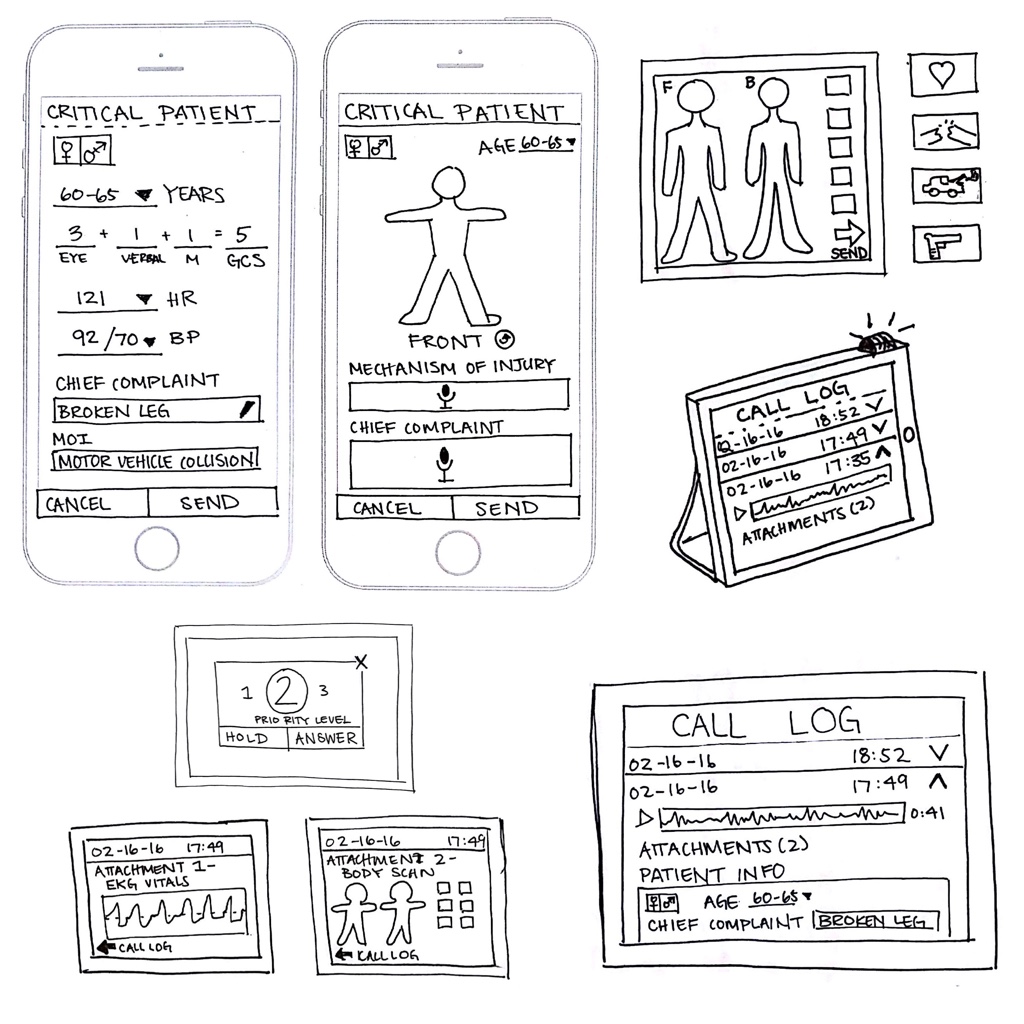 CRITICAL PATIENT
60-65 YEARS
3 + 1 + 1 = 5
EYE VERBAL M GCS
121 HR
92/70 BP
CHIEF COMPLAINT
BROKEN LEG
MOI
MOTOR VEHICLE COLLISION
CANCEL SEND
CRITICAL PATIENT
AGE 60-65
FRONT
MECHANISM OF INJURY
CHIEF COMPLAINT
CANCEL SEND
F B
SEND
CALL LOG
02-16-16 18:52
02-16-16 17:49
02-16-16 17:35
ATTACHMENTS (2)
X
1 2 3
PRIORITY LEVEL
HOLD ANSWER
02-16-16 17:49
ATTACHMENT 1-
EKG VITALS
CALL LOG
02-16-16 17:49
ATTACHMENT 2-
BODY SCAN
CALL LOG
CALL LOG
02-16-16 18:52
02-16-16 17:49
0:41
ATTACHMENTS (2)
PATIENT INFO
AGE 60-65
CHIEF COMPLAINT BROKEN LEG